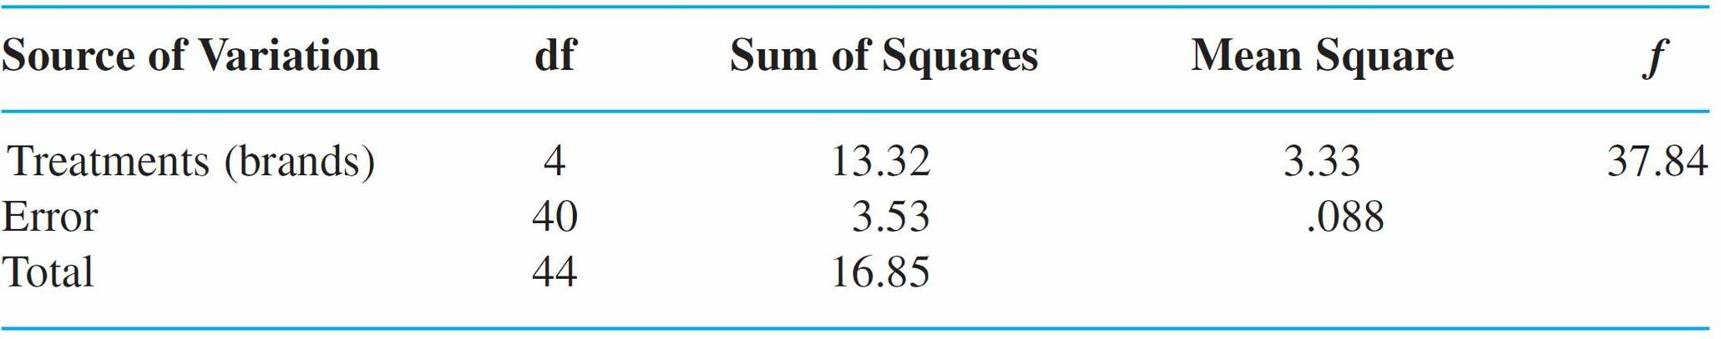 Source of Variation df Sum of Squares Mean Square f
Treatments (brands) 4 13.32 3.33 37.84
Error 40 3.53 .088
Total 44 16.85